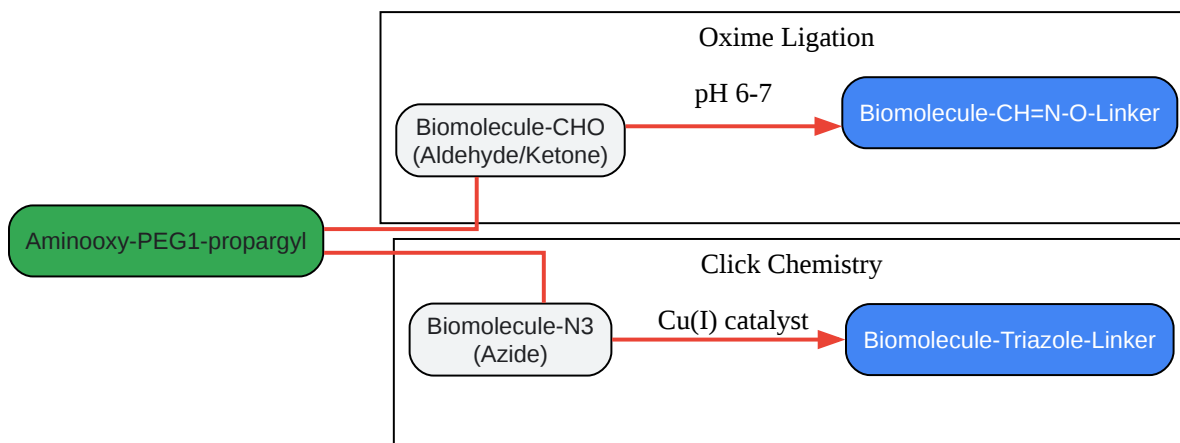 Oxime Ligation
pH 6-7
Biomolecule-CHO
(Aldehyde/Ketone)
Biomolecule-CH=N-O-Linker
Aminooxy-PEG1-propargyl
Click Chemistry
Cu(I) catalyst
Biomolecule-N3
(Azide)
Biomolecule-Triazole-Linker